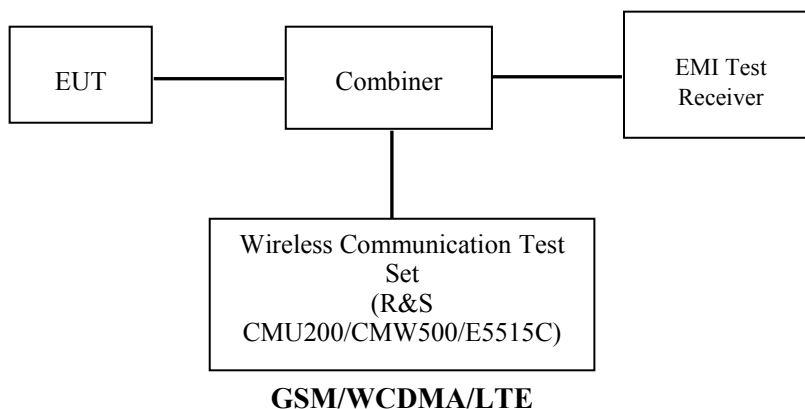 EUT
Combiner
EMI Test
Receiver
Wireless Communication Test
Set
(R&S
CMU200/CMW500/E5515C)
GSM/WCDMA/LTE